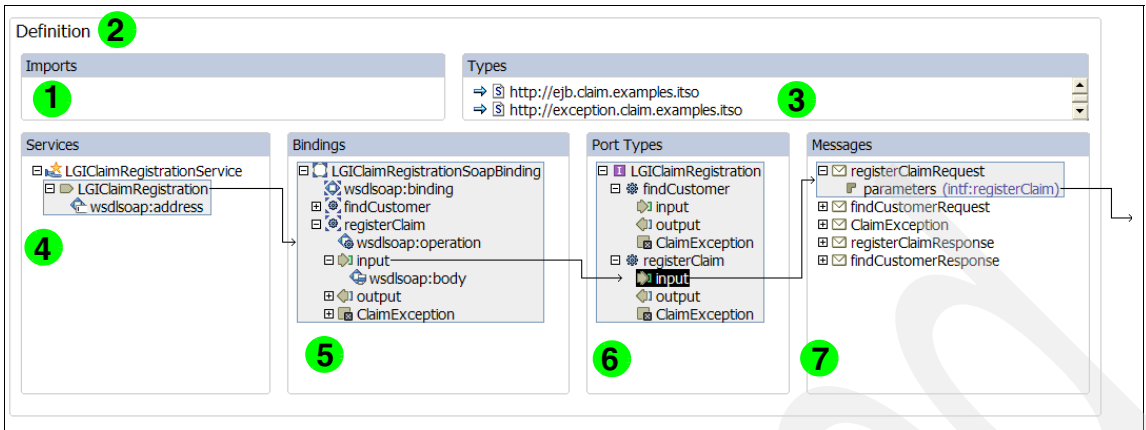 Definition 2
Imports
1
Types
http://ejb.claim.examples.itso
http://exception.claim.examples.itso
3
Services
LGIClaimRegistrationService
LGIClaimRegistration
wsdlsoap:address
4
Bindings
LGIClaimRegistrationSoapBinding
wsdlsoap:binding
findCustomer
registerClaim
wsdlsoap:operation
input
wsdlsoap:body
output
ClaimException
5
Port Types
LGIClaimRegistration
findCustomer
input
output
ClaimException
registerClaim
input
output
ClaimException
6
Messages
registerClaimRequest
parameters (intf:registerClaim)
findCustomerRequest
ClaimException
registerClaimResponse
findCustomerResponse
7